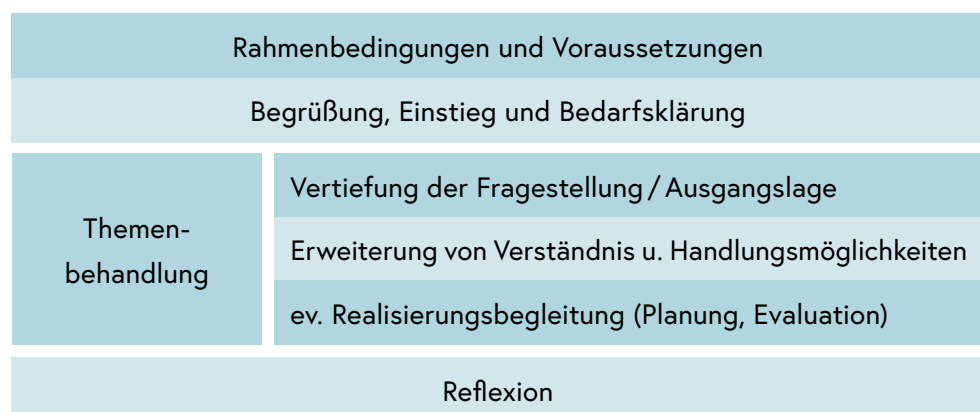 Rahmenbedingungen und Voraussetzungen
Begrüßung, Einstieg und Bedarfsklärung
Themen-
behandlung
Vertiefung der Fragestellung / Ausgangslage
Erweiterung von Verständnis u. Handlungsmöglichkeiten
ev. Realisierungsbegleitung (Planung, Evaluation)
Reflexion